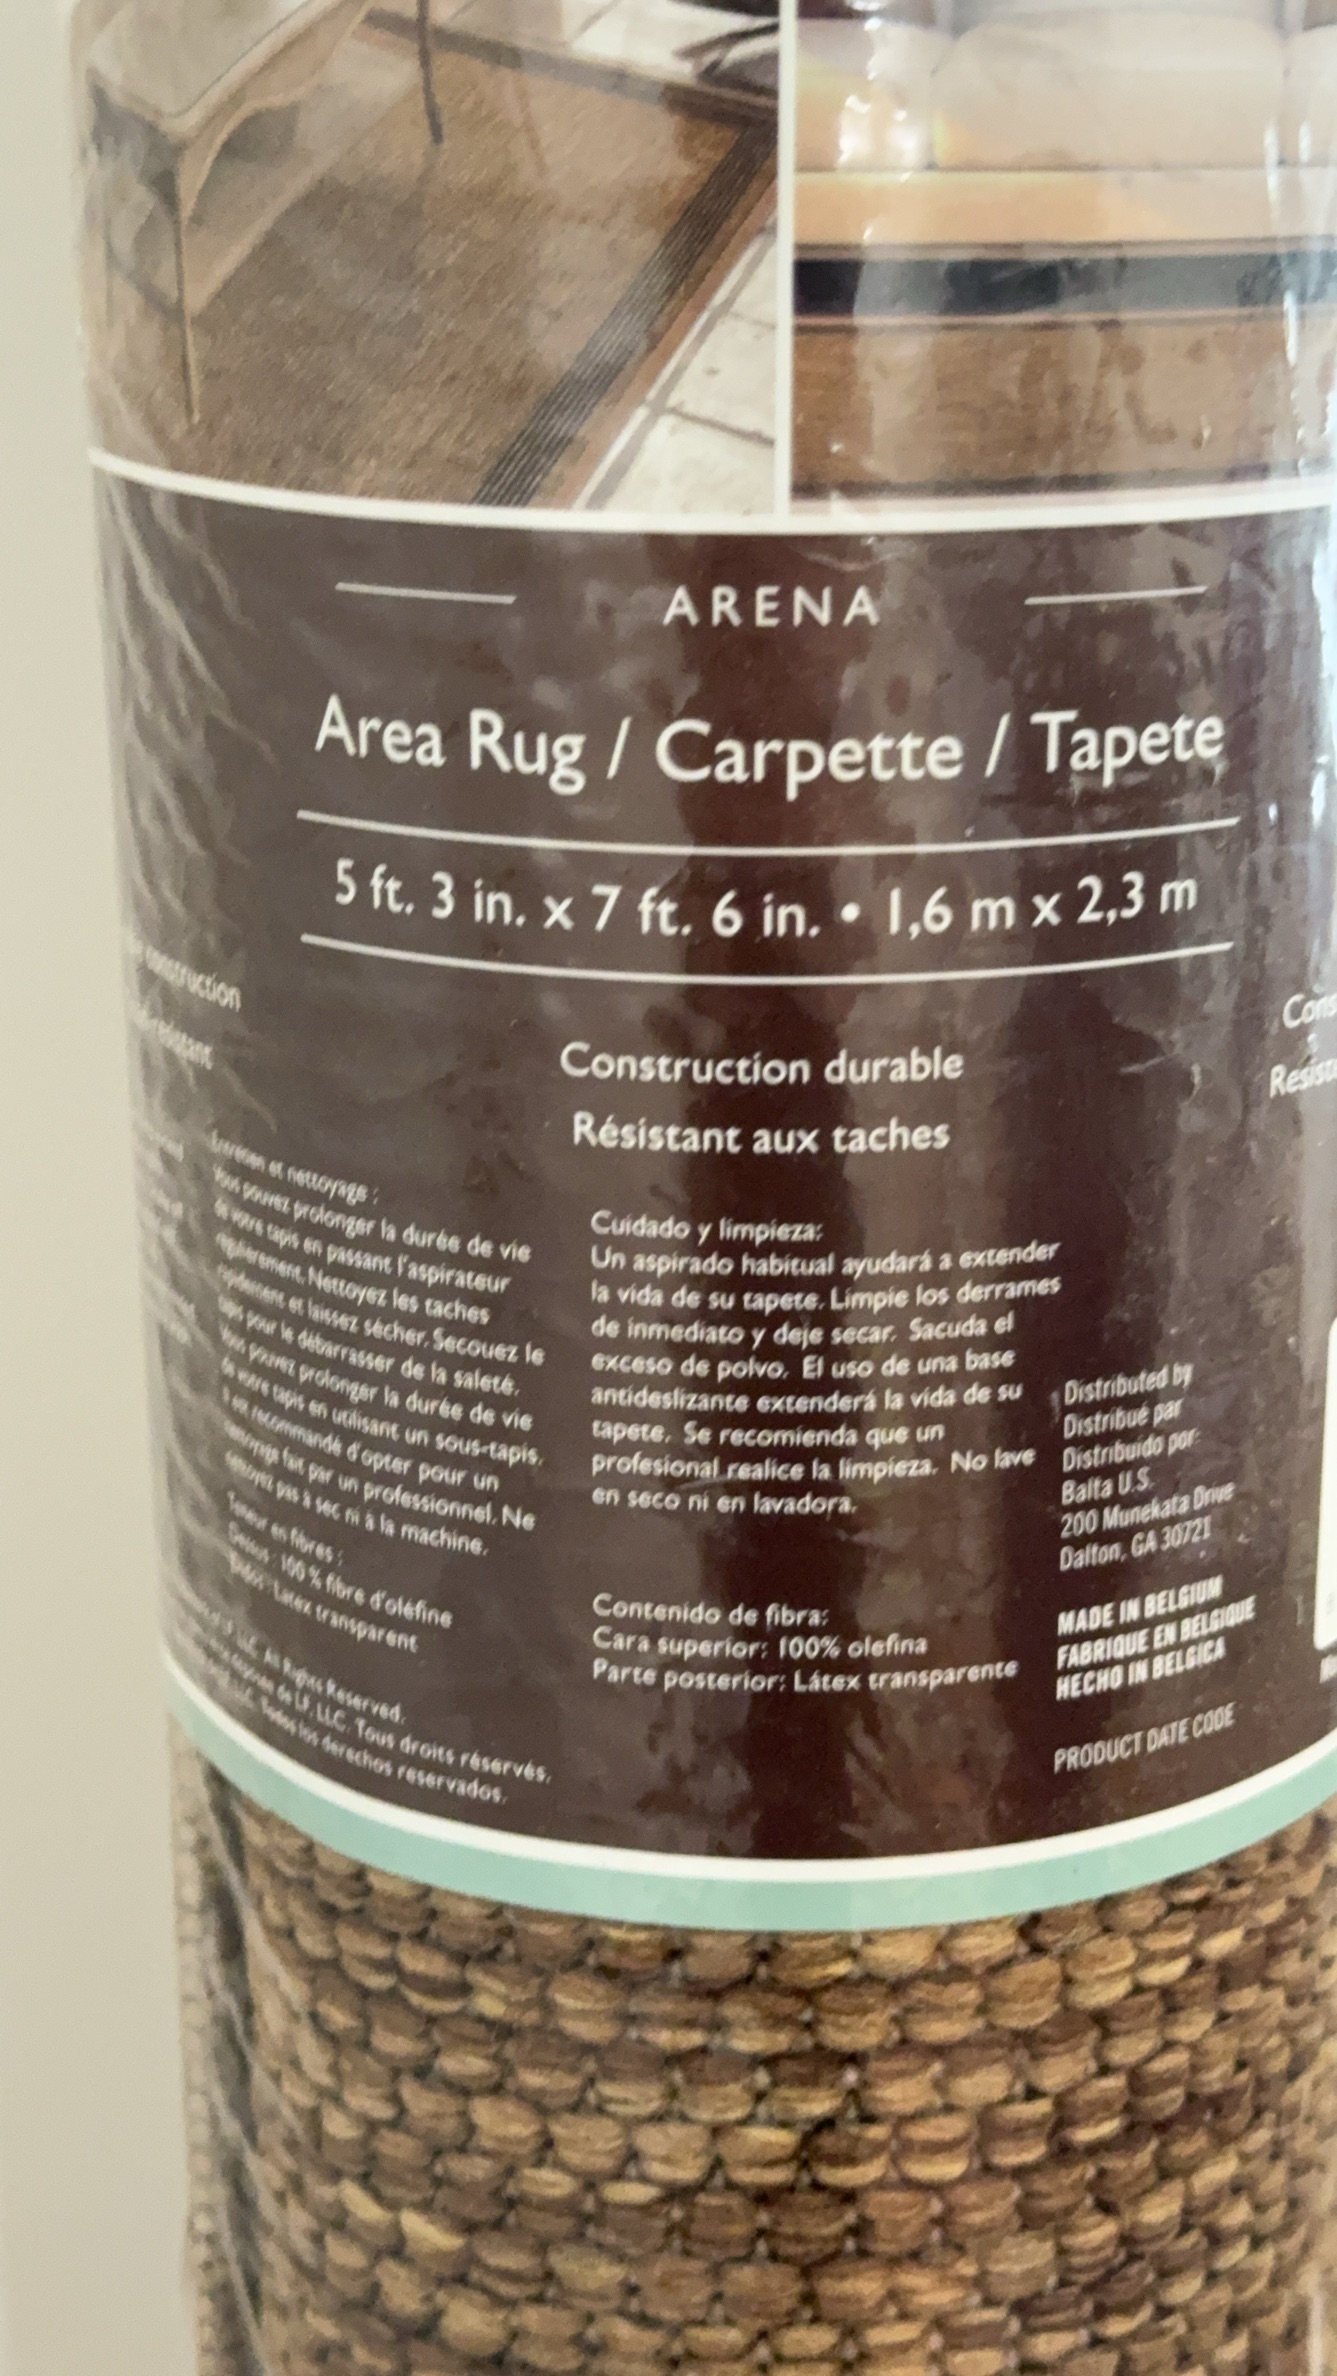 ARENA
Area Rug / Carpette / Tapete
5 ft. 3 in. x 7 ft. 6 in. • 1,6 m x 2,3 m
construction
Construction durable
Résistant aux taches
Entretien et nettoyage :
Vous pouvez prolonger la durée de vie
de votre tapis en passant l'aspirateur
régulièrement. Nettoyez les taches
rapidement et laissez sécher. Secouez le
tapis pour le débarrasser de la saleté.
Vous pouvez prolonger la durée de vie
de votre tapis en utilisant un sous-tapis.
Il est recommandé d'opter pour un
nettoyage fait par un professionnel. Ne
nettoyez pas à sec ni à la machine.
Teneur en fibres :
Dessus : 100 % fibre d'oléfine
Endos : Latex transparent
LF, LLC. All Rights Reserved.
de LF, LLC. Tous droits réservés.
LLC. Todos los derechos reservados.
Cuidado y limpieza:
Un aspirado habitual ayudará a extender
la vida de su tapete. Limpie los derrames
de inmediato y deje secar. Sacuda el
exceso de polvo. El uso de una base
antideslizante extenderá la vida de su
tapete. Se recomienda que un
profesional realice la limpieza. No lave
en seco ni en lavadora.
Contenido de fibra:
Cara superior: 100% olefina
Parte posterior: Látex transparente
Distributed by
Distribué par
Distribuido por:
Balta U.S.
200 Munekata Drive
Dalton, GA 30721
MADE IN BELGIUM
FABRIQUE EN BELGIQUE
HECHO IN BELGICA
PRODUCT DATE CODE